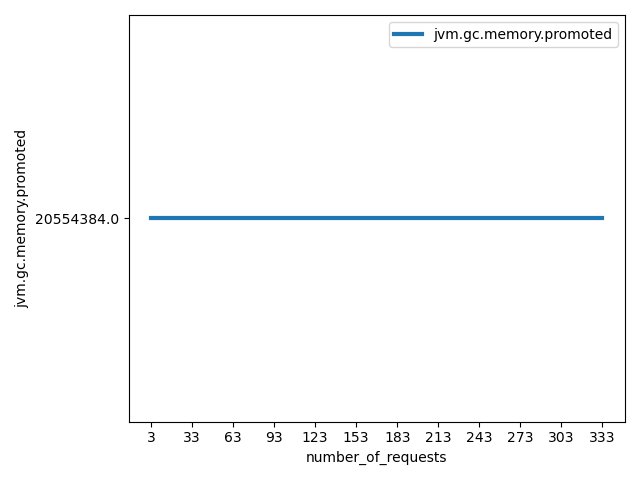 jvm.gc.memory.promoted
jvm.gc.memory.promoted
20554384.0
3 33 63 93 123 153 183 213 243 273 303 333
number_of_requests